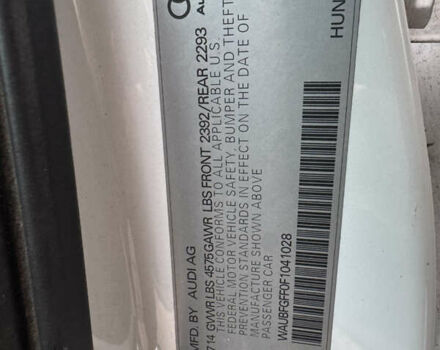 AU
MFD. BY AUDI AG
714 GVWR LBS 4575 GAWR LBS FRONT 2392/REAR 2293
THIS VEHICLE CONFORMS TO ALL APPLICABLE U.S.
FEDERAL MOTOR VEHICLE SAFETY, BUMPER AND THEFT
PREVENTION STANDARDS IN EFFECT ON THE DATE OF
MANUFACTURE SHOWN ABOVE
PASSENGER CAR
HUN